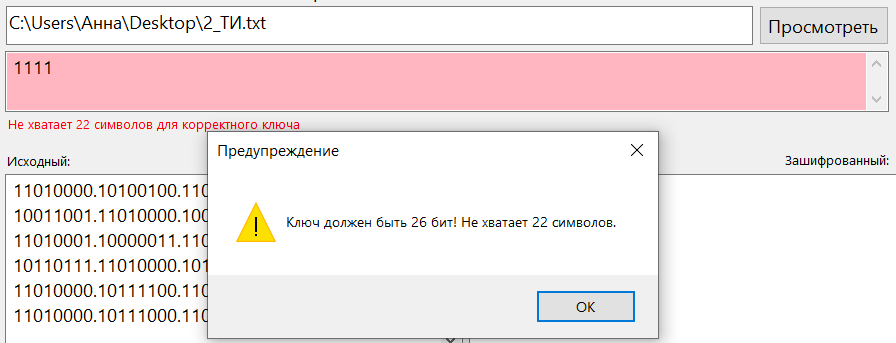 C:\Users\Анна\Desktop\2_ТИ.txt
Просмотреть
1111
Не хватает 22 символов для корректного ключа
Исходный:
Зашифрованный:
Предупреждение
Ключ должен быть 26 бит! Не хватает 22 символов.
OK
11010000.10100100.110
10011001.11010000.100
11010001.10000011.110
10110111.11010000.101
11010000.10111100.110
11010000.10111000.110